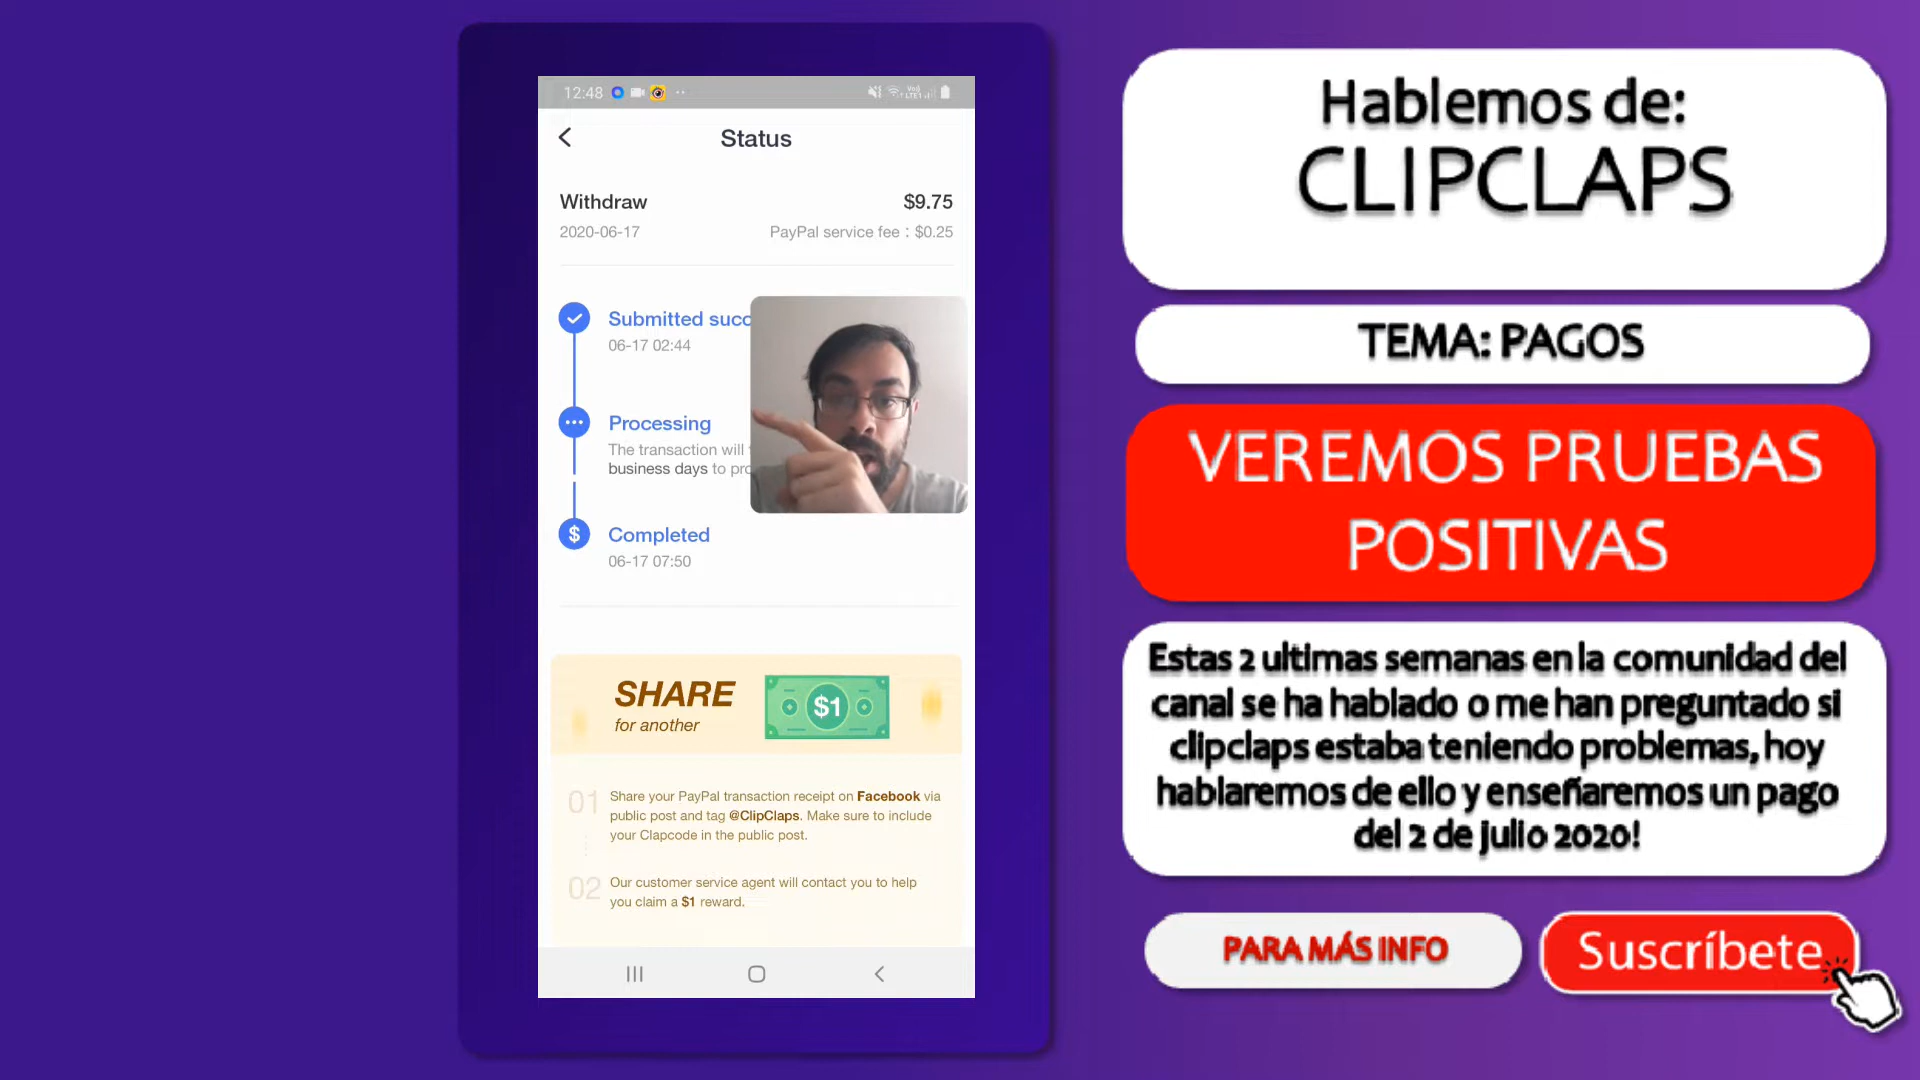 12:48
Status
Withdraw
$9.75
2020-06-17
PayPal service fee : $0.25
Submitted succ
06-17 02:44
Processing
The transaction will
business days to pro
Completed
06-17 07:50
SHARE
for another
$1
01
Share your PayPal transaction receipt on Facebook via
public post and tag @ClipClaps. Make sure to include
your Clapcode in the public post.
02
Our customer service agent will contact you to help
you claim a $1 reward.
Hablemos de:
CLIPCLAPS
TEMA: PAGOS
VEREMOS PRUEBAS
POSITIVAS
Estas 2 ultimas semanas en la comunidad del
canal se ha hablado o me han preguntado si
clipclaps estaba teniendo problemas, hoy
hablaremos de ello y enseñaremos un pago
del 2 de julio 2020!
PARA MÁS INFO
Suscríbete